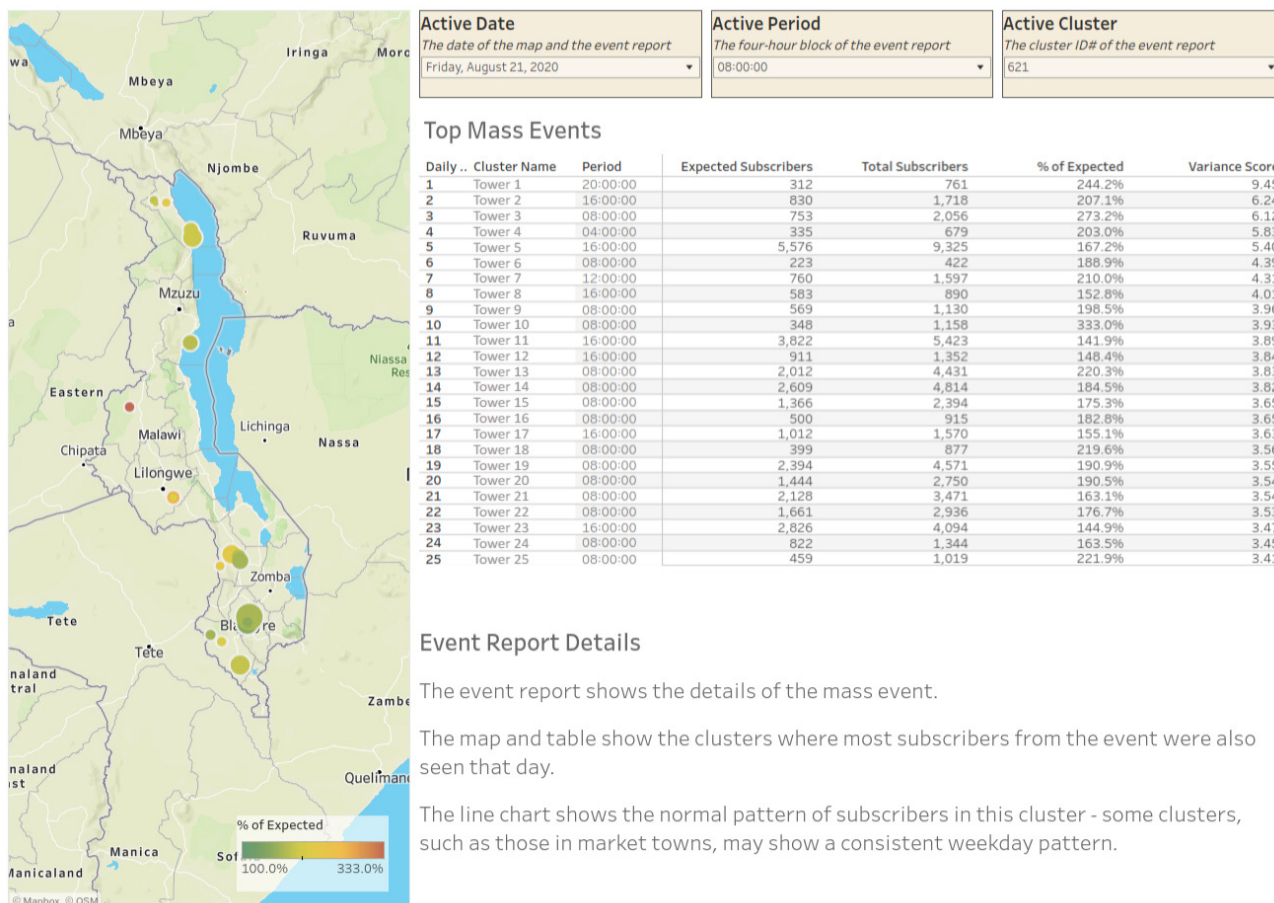 Active Date
The date of the map and the event report
Friday, August 21, 2020
Active Period
The four-hour block of the event report
08:00:00
Active Cluster
The cluster ID# of the event report
621
Top Mass Events
Daily .. Cluster Name Period Expected Subscribers Total Subscribers % of Expected Variance Score
1 Tower 1 20:00:00 312 761 244.2%
2 Tower 2 16:00:00 830 1,718 207.1%
3 Tower 3 08:00:00 753 2,056 273.2%
4 Tower 4 04:00:00 335 679 203.0%
5 Tower 5 16:00:00 5,576 9,325 167.2%
6 Tower 6 08:00:00 223 422 188.9%
7 Tower 7 12:00:00 760 1,597 210.0%
8 Tower 8 16:00:00 583 890 152.8%
9 Tower 9 08:00:00 569 1,130 198.5%
10 Tower 10 08:00:00 348 1,158 333.0%
11 Tower 11 16:00:00 3,822 5,423 141.9%
12 Tower 12 16:00:00 911 1,352 148.4%
13 Tower 13 08:00:00 2,012 4,431 220.3%
14 Tower 14 08:00:00 2,609 4,814 184.5%
15 Tower 15 08:00:00 1,366 2,394 175.3%
16 Tower 16 08:00:00 500 915 182.8%
17 Tower 17 16:00:00 1,012 1,570 155.1%
18 Tower 18 08:00:00 399 877 219.6%
19 Tower 19 08:00:00 2,394 4,571 190.9%
20 Tower 20 08:00:00 1,444 2,750 190.5%
21 Tower 21 08:00:00 2,128 3,471 163.1%
22 Tower 22 08:00:00 1,661 2,936 176.7%
23 Tower 23 16:00:00 2,826 4,094 144.9%
24 Tower 24 08:00:00 822 1,344 163.5%
25 Tower 25 08:00:00 459 1,019 221.9%
Event Report Details
The event report shows the details of the mass event.
The map and table show the clusters where most subscribers from the event were also
seen that day.
The line chart shows the normal pattern of subscribers in this cluster - some clusters,
such as those in market towns, may show a consistent weekday pattern.
Iringa
Mbeya
Mbeya
Njombe
Ruvuma
Mzuzu
Niassa
Eastern
Lichinga
Malawi
Nassa
Chipata
Lilongwe
Zomba
Tete
Tete
Quelimane
Manica
Manicaland
% of Expected
100.0% 333.0%
© Mapbox © OSM